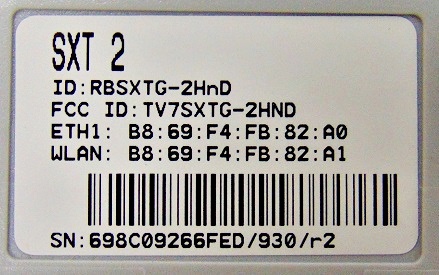 SXT 2
ID:RBSXTG-2HnD
FCC ID:TV7SXTG-2HND
ETH1: B8:69:F4:FB:82:A0
WLAN: B8:69:F4:FB:82:A1
SN:698C09266FED/930/r2